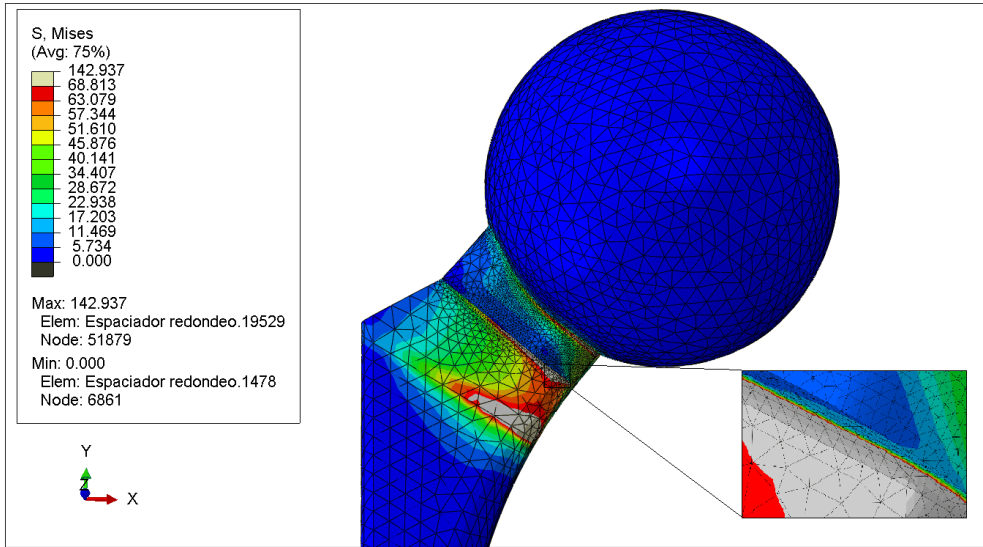 S, Mises
(Avg: 75%)
142.937
68.813
63.079
57.344
51.610
45.876
40.141
34.407
28.672
22.938
17.203
11.469
5.734
0.000
Max: 142.937
Elem: Espaciador redondeo.19529
Node: 51879
Min: 0.000
Elem: Espaciador redondeo.1478
Node: 6861
Y
Z
X